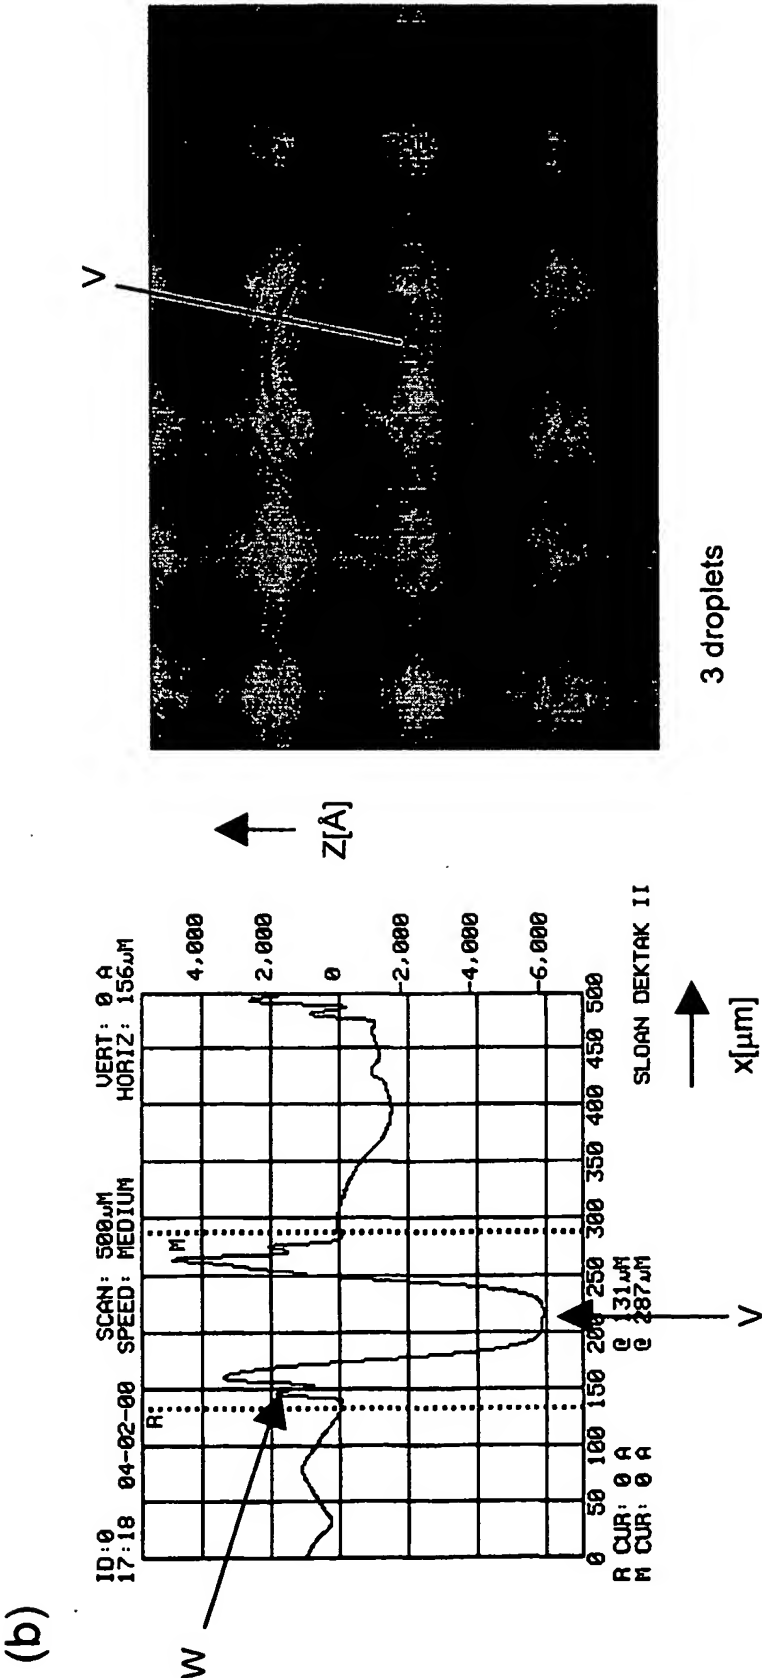 (b)
ID:0 SCAN: 500µM VERT: 0 A
17:18 04-02-00 SPEED: MEDIUM HORIZ: 156µM
R
M
4,000
2,000
0
-2,000
-4,000
-6,000
0 50 100 150 200 250 300 350 400 450 500
R CUR: 0 A @ 131µM
M CUR: 0 A @ 287µM
SLOAN DEKTAK II
W
V
Z[Å]
x[µm]
V
3 droplets